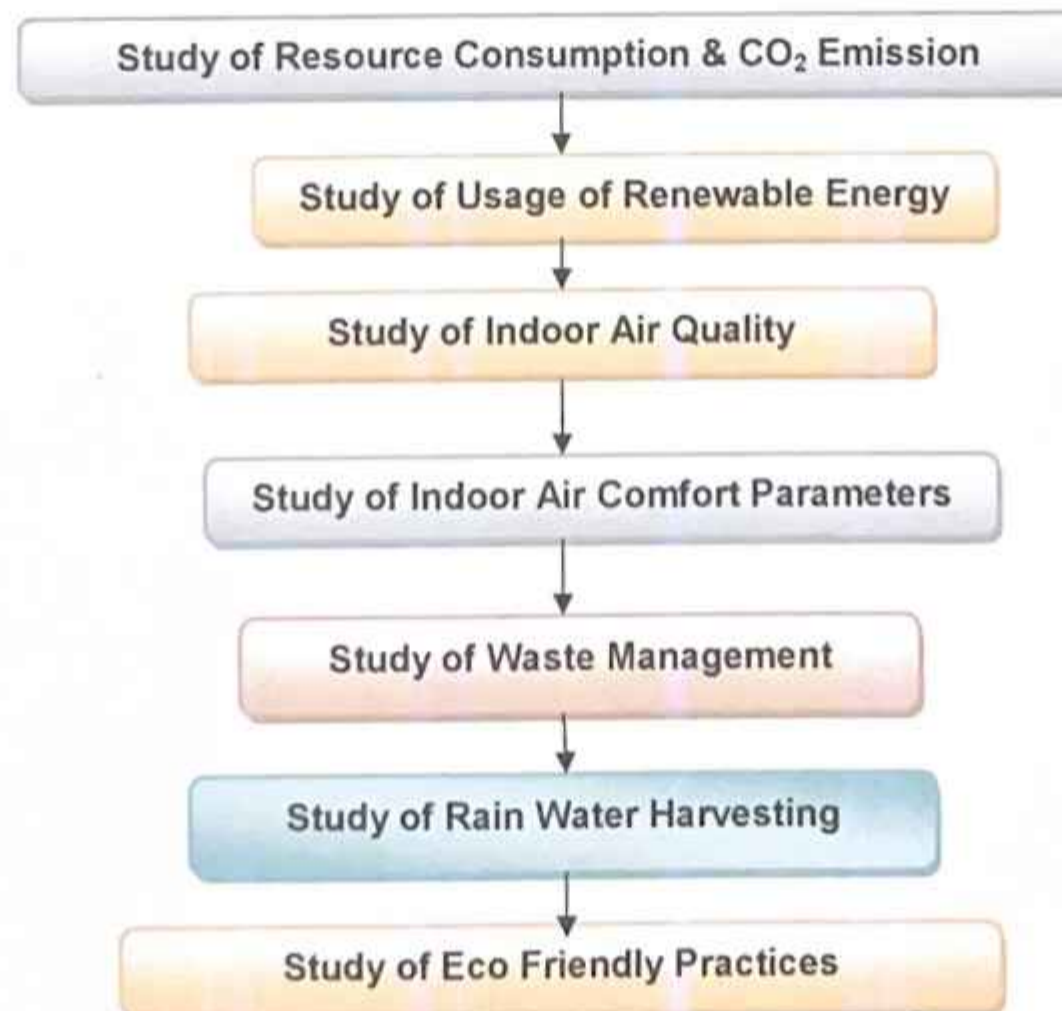 Study of Resource Consumption & CO₂ Emission
Study of Usage of Renewable Energy
Study of Indoor Air Quality
Study of Indoor Air Comfort Parameters
Study of Waste Management
Study of Rain Water Harvesting
Study of Eco Friendly Practices